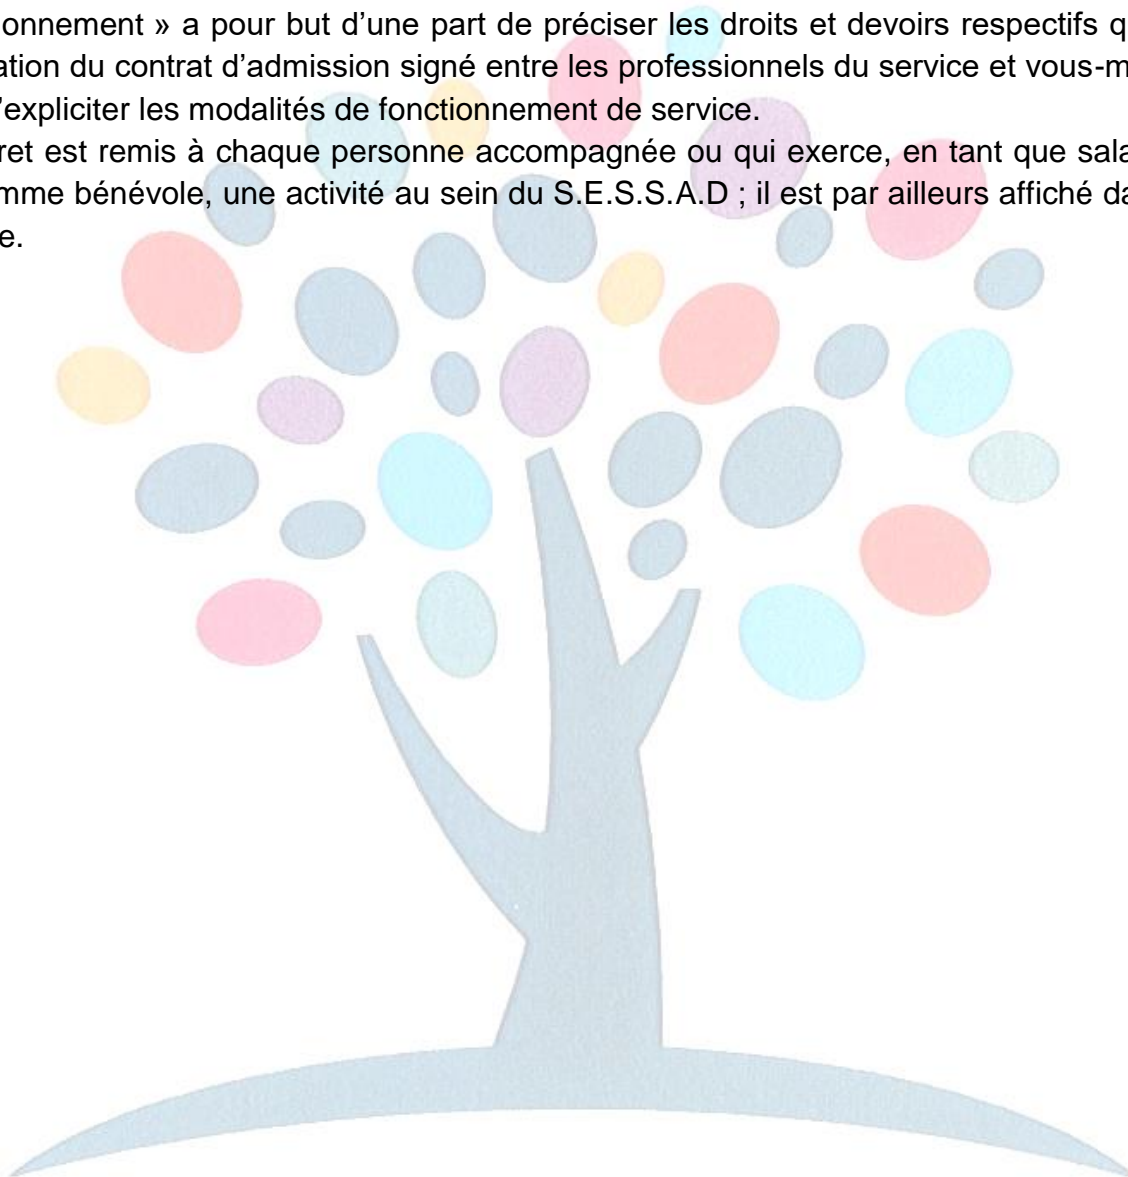 onnement » a pour but d’une part de préciser les droits et devoirs respectifs q
ation du contrat d’admission signé entre les professionnels du service et vous-m
’expliciter les modalités de fonctionnement de service.
ret est remis à chaque personne accompagnée ou qui exerce, en tant que sala
mme bénévole, une activité au sein du S.E.S.S.A.D ; il est par ailleurs affiché da
e.